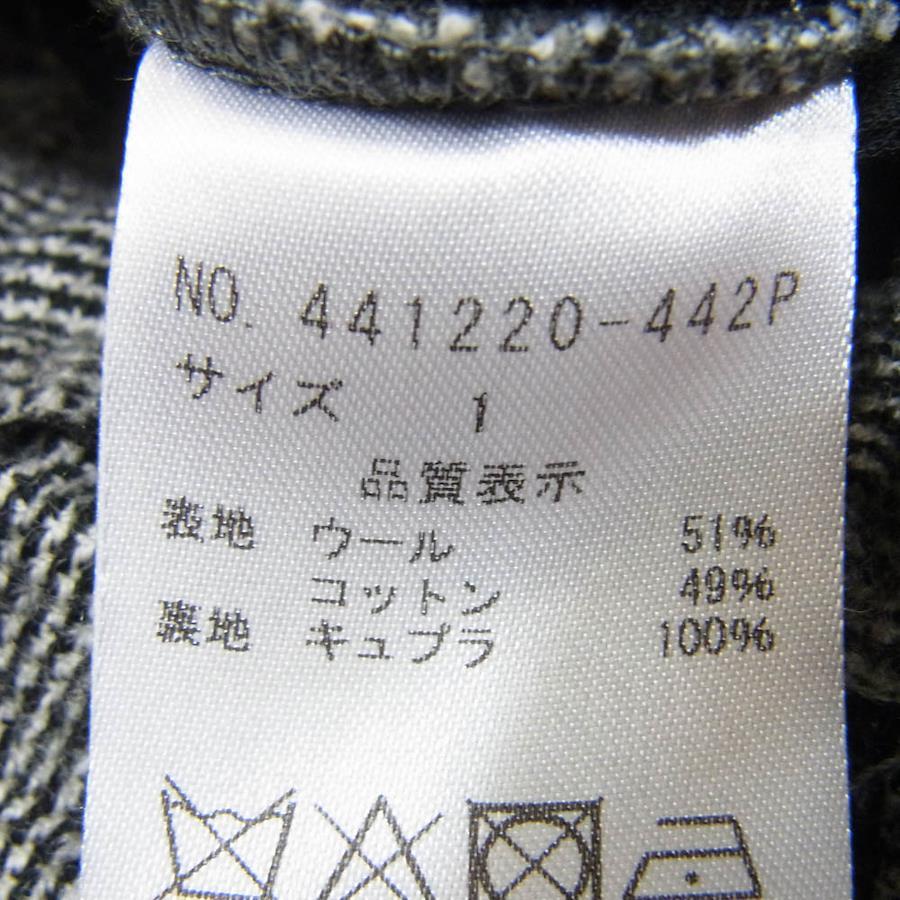 NO. 441220-442P
サイズ 1
品質表示
表地 ウール 51%
コットン 49%
裏地 キュプラ 100%